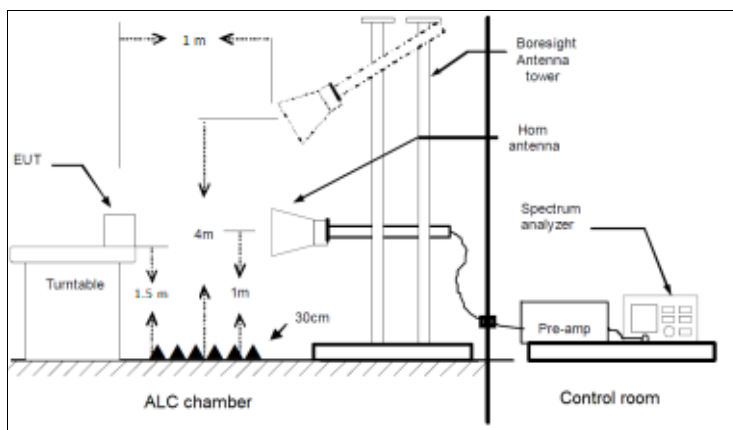 1 m
Boresight
Antenna
tower
Horn
antenna
EUT
Spectrum
analyzer
4m
Turntable
1.5 m
1m
30cm
Pre-amp
ALC chamber
Control room